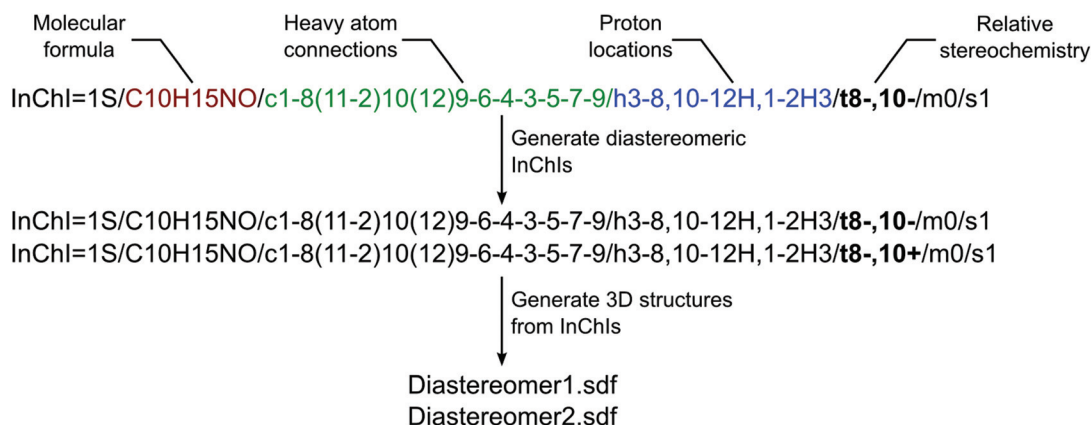 Molecular
formula
Heavy atom
connections
Proton
locations
Relative
stereochemistry
InChI=1S/C10H15NO/c1-8(11-2)10(12)9-6-4-3-5-7-9/h3-8,10-12H,1-2H3/t8-,10-/m0/s1
Generate diastereomeric
InChIs
InChI=1S/C10H15NO/c1-8(11-2)10(12)9-6-4-3-5-7-9/h3-8,10-12H,1-2H3/t8-,10-/m0/s1
InChI=1S/C10H15NO/c1-8(11-2)10(12)9-6-4-3-5-7-9/h3-8,10-12H,1-2H3/t8-,10+/m0/s1
Generate 3D structures
from InChIs
Diastereomer1.sdf
Diastereomer2.sdf